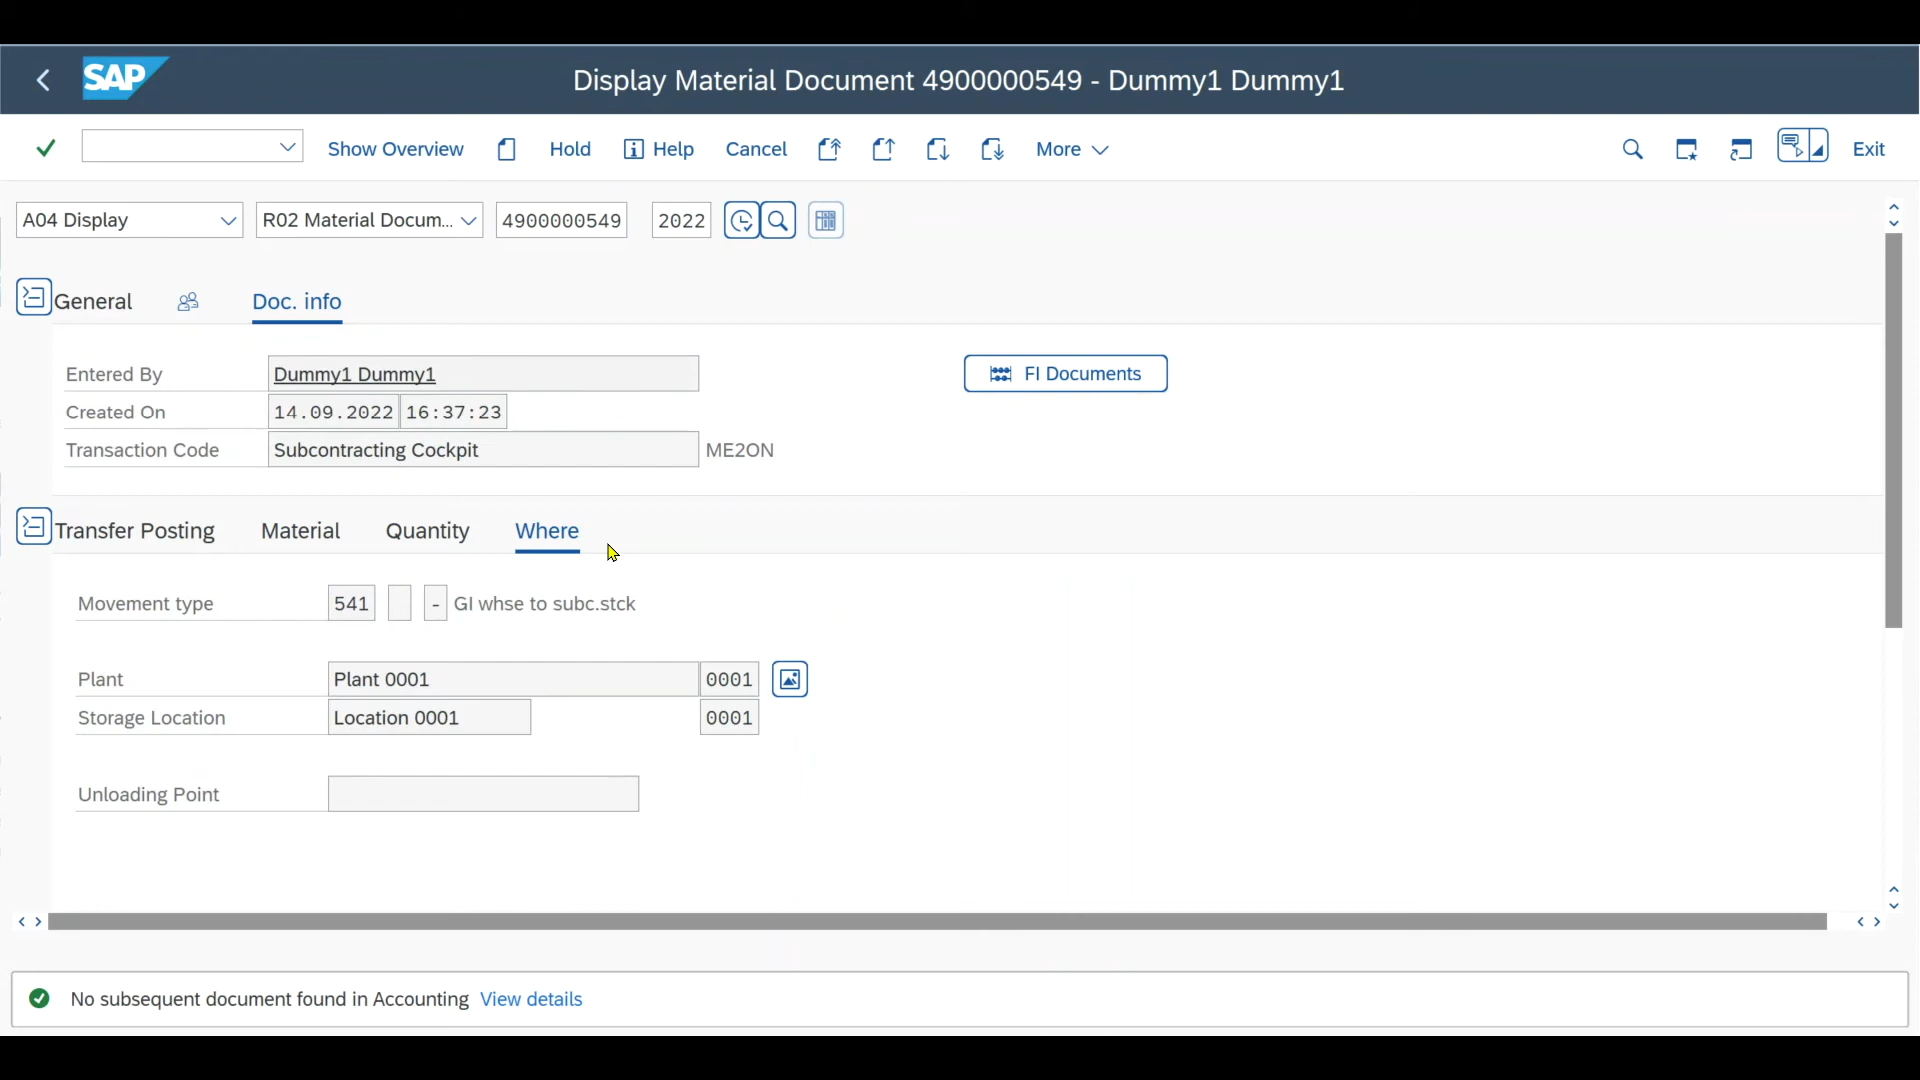 SAP Display Material Document 4900000549 - Dummy1 Dummy1
Show Overview Hold Help Cancel More Exit
A04 Display R02 Material Docum... 4900000549 2022
General Doc. info
Entered By Dummy1 Dummy1 FI Documents
Created On 14.09.2022 16:37:23
Transaction Code Subcontracting Cockpit ME2ON
Transfer Posting Material Quantity Where
Movement type 541 - GI whse to subc.stck
Plant Plant 0001 0001
Storage Location Location 0001 0001
Unloading Point
No subsequent document found in Accounting View details